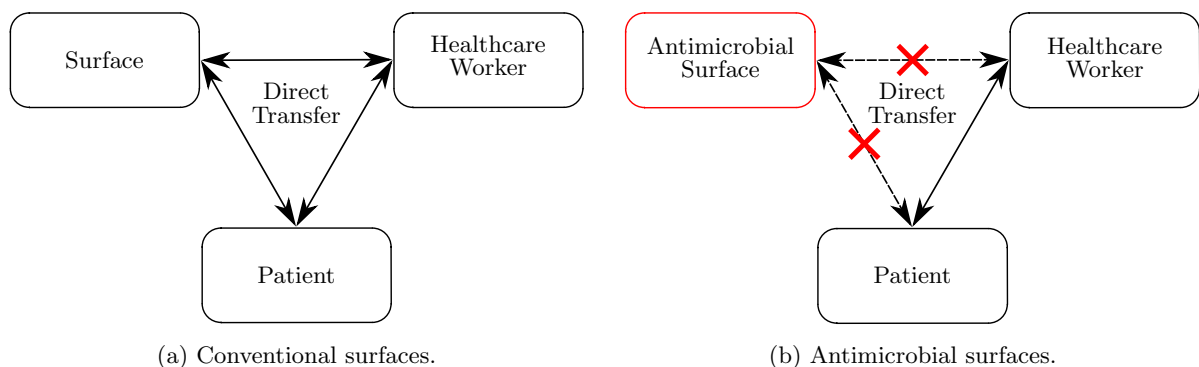 Surface
Healthcare
Worker
Direct
Transfer
Patient
(a) Conventional surfaces.
Antimicrobial
Surface
Healthcare
Worker
Direct
Transfer
Patient
(b) Antimicrobial surfaces.